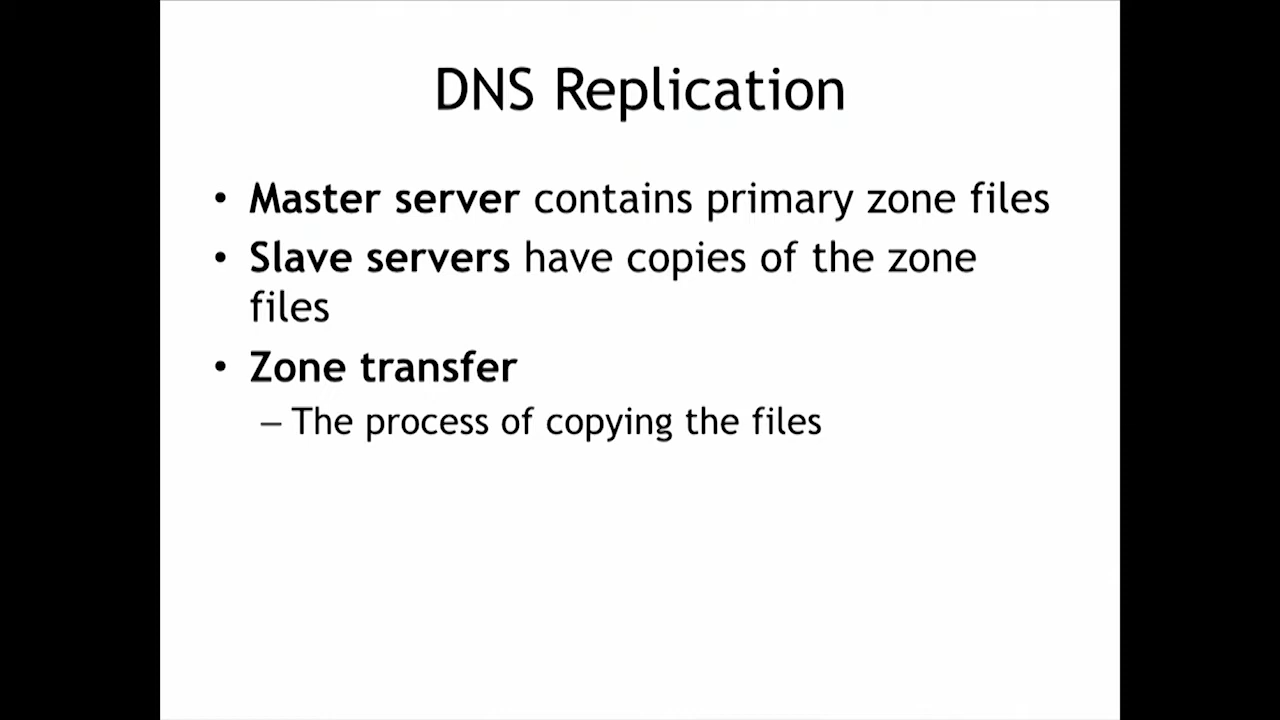 DNS Replication
• Master server contains primary zone files
• Slave servers have copies of the zone
files
• Zone transfer
– The process of copying the files